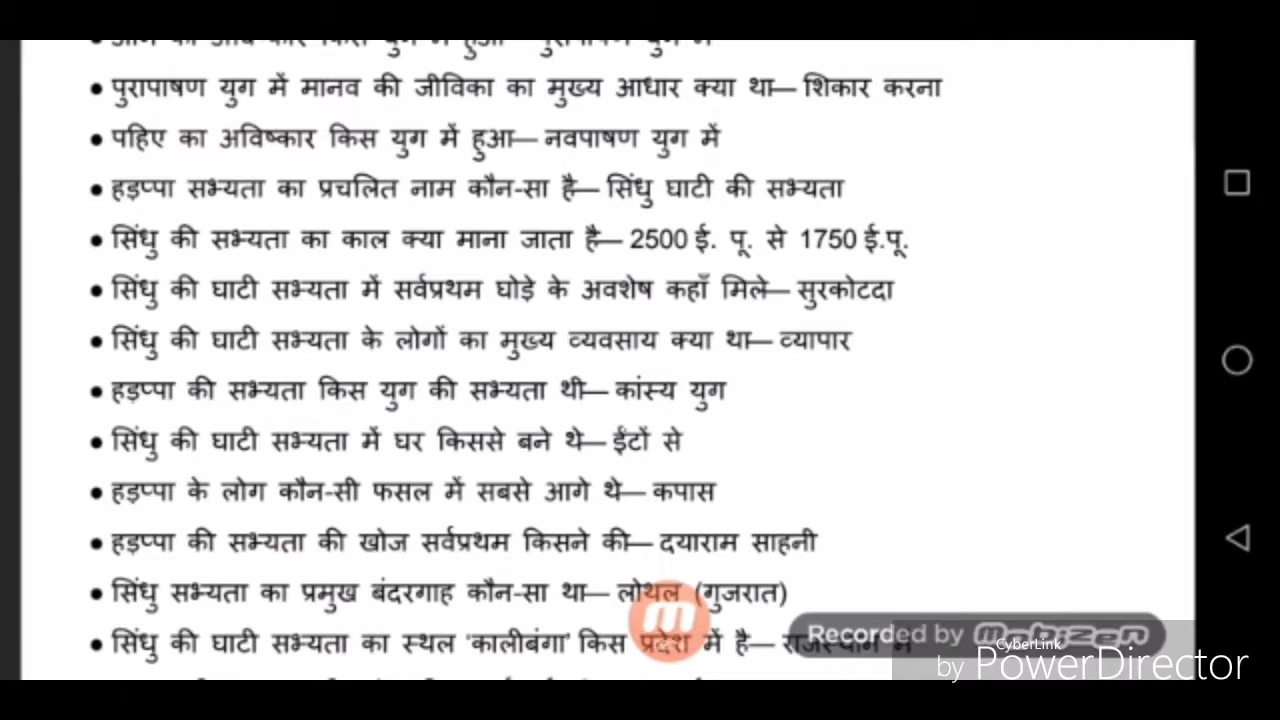 • पुरापाषण युग में मानव की जीविका का मुख्य आधार क्या था— शिकार करना
• पहिए का अविष्कार किस युग में हुआ— नवपाषण युग में
• हड़प्पा सभ्यता का प्रचलित नाम कौन-सा है— सिंधु घाटी की सभ्यता
• सिंधु की सभ्यता का काल क्या माना जाता है— 2500 ई. पू. से 1750 ई.पू.
• सिंधु की घाटी सभ्यता में सर्वप्रथम घोड़े के अवशेष कहाँ मिले— सुरकोटदा
• सिंधु की घाटी सभ्यता के लोगों का मुख्य व्यवसाय क्या था— व्यापार
• हड़प्पा की सभ्यता किस युग की सभ्यता थी— कांस्य युग
• सिंधु की घाटी सभ्यता में घर किससे बने थे— ईंटों से
• हड़प्पा के लोग कौन-सी फसल में सबसे आगे थे— कपास
• हड़प्पा की सभ्यता की खोज सर्वप्रथम किसने की— दयाराम साहनी
• सिंधु सभ्यता का प्रमुख बंदरगाह कौन-सा था— लोथल (गुजरात)
• सिंधु की घाटी सभ्यता का स्थल 'कालीबंगा' किस प्रदेश में है— राजस्थान में
Recorded by Mobizen
CyberLink
by PowerDirector